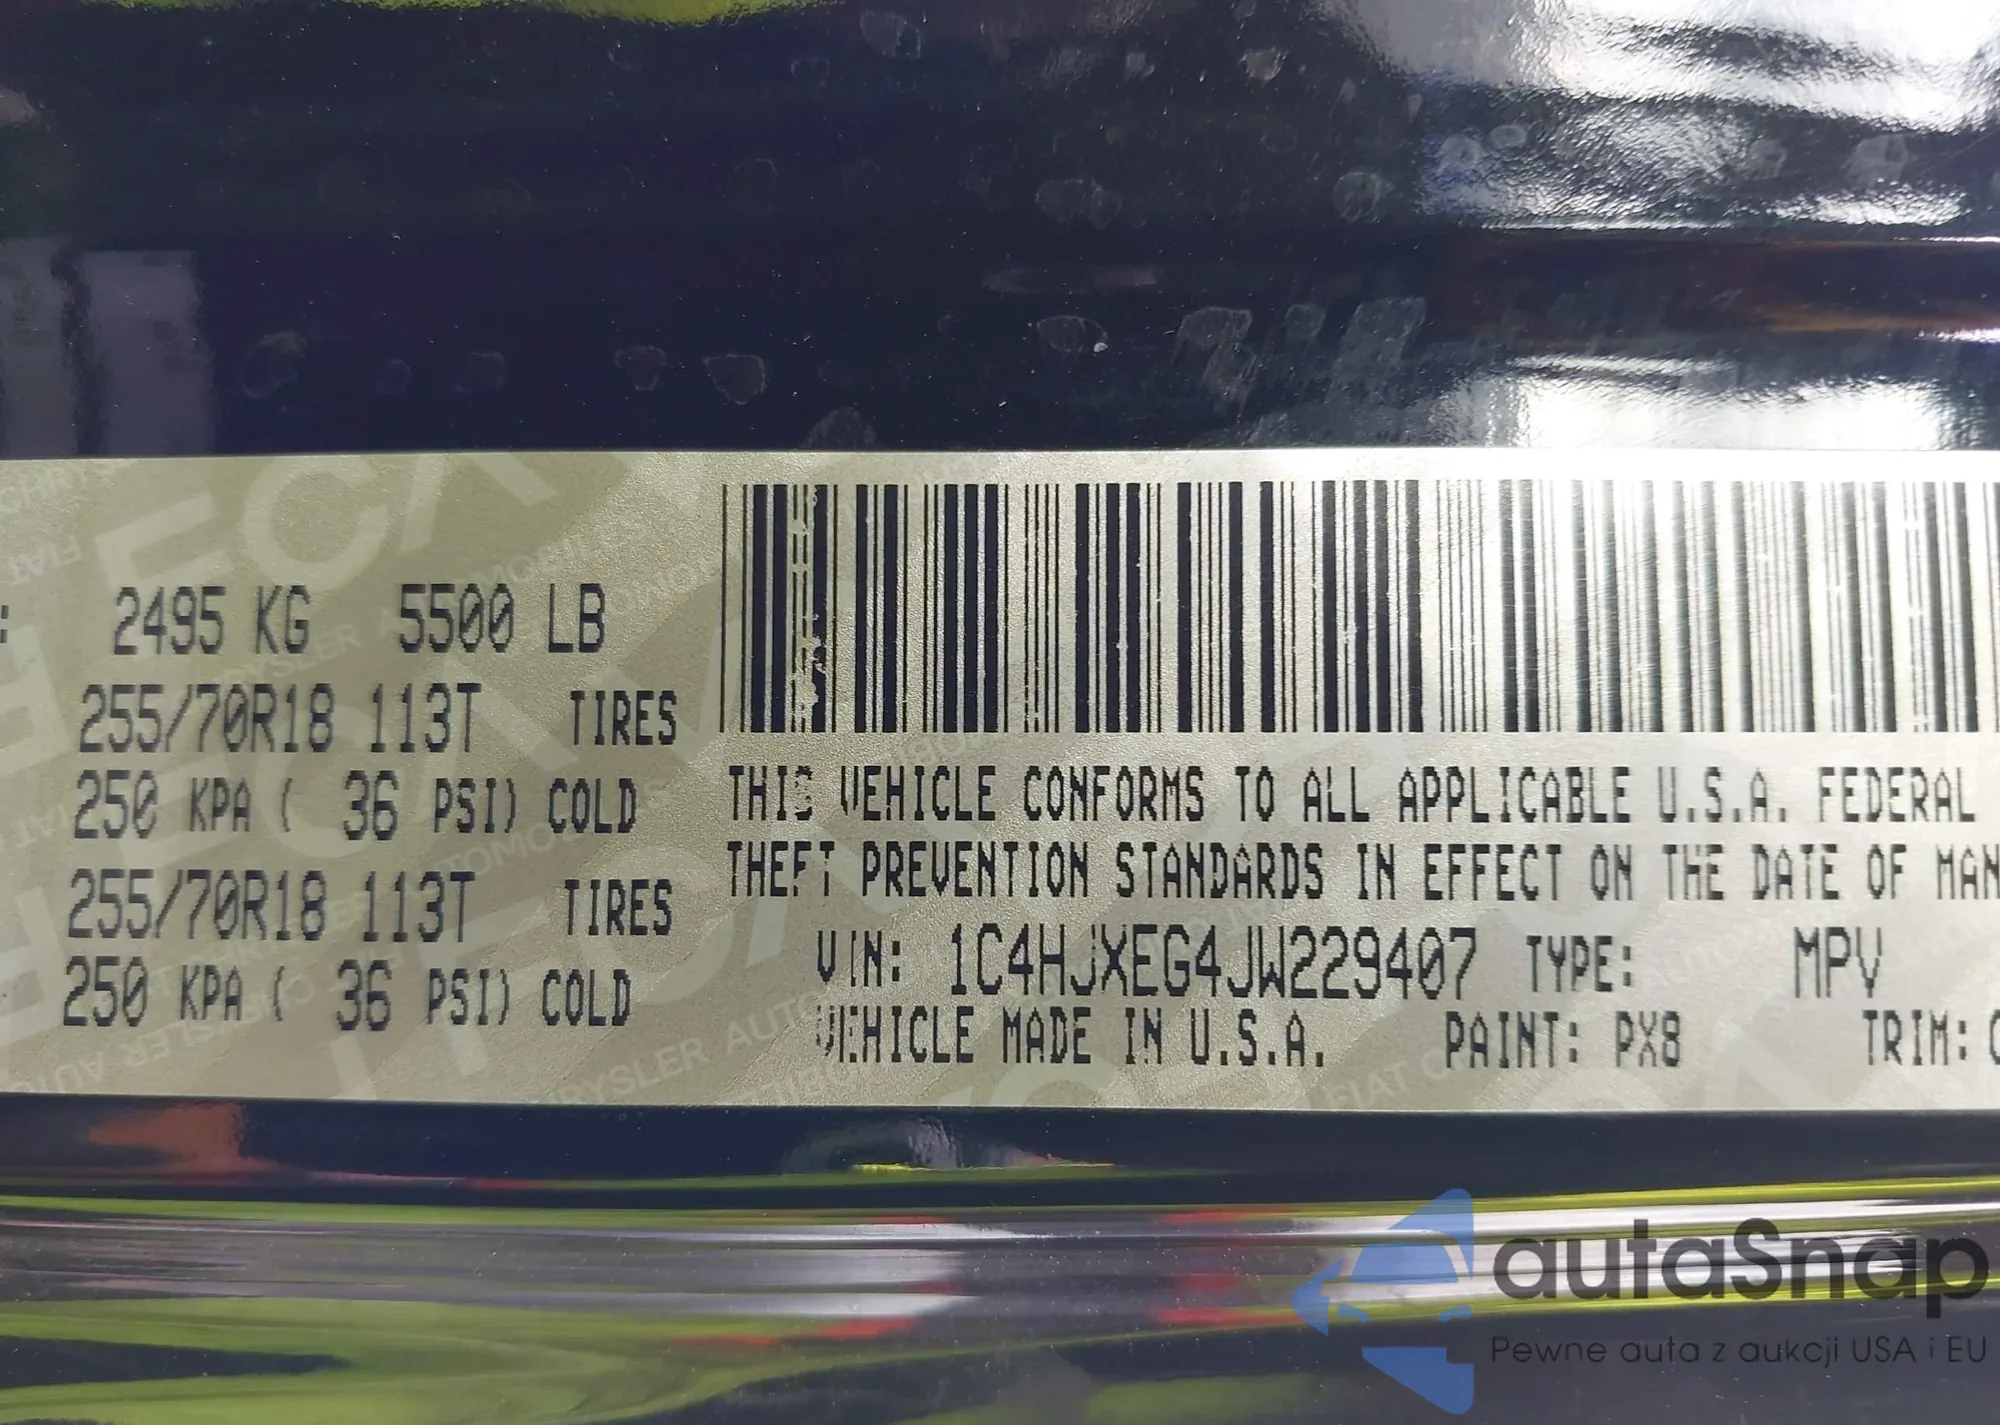 2495 KG 5500 LB
255/70R18 113T TIRES
250 KPA ( 36 PSI) COLD
255/70R18 113T TIRES
250 KPA ( 36 PSI) COLD
THIS VEHICLE CONFORMS TO ALL APPLICABLE U.S.A. FEDERAL
THEFT PREVENTION STANDARDS IN EFFECT ON THE DATE OF MAN
VIN: 1C4HJXEG4JW229407 TYPE: MPV
VEHICLE MADE IN U.S.A. PAINT: PX8 TRIM:
autaSnap
Pewne auta z aukcji USA i EU